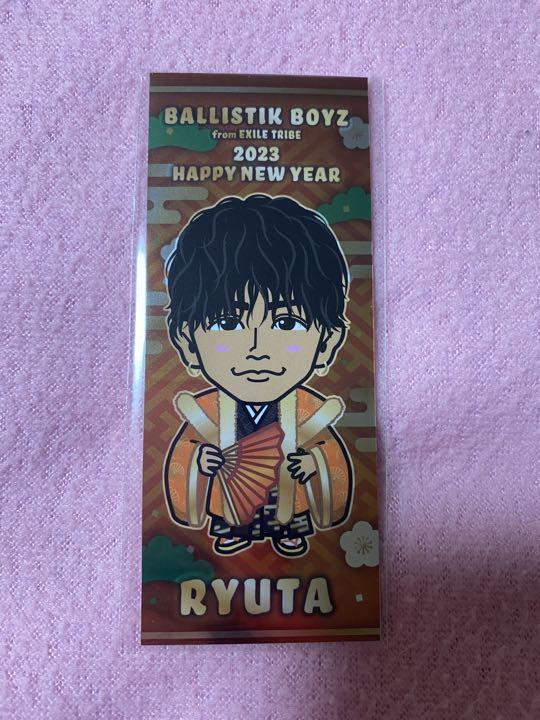 BALLISTIK BOYZ
from EXILE TRIBE
2023
HAPPY NEW YEAR
RYUTA